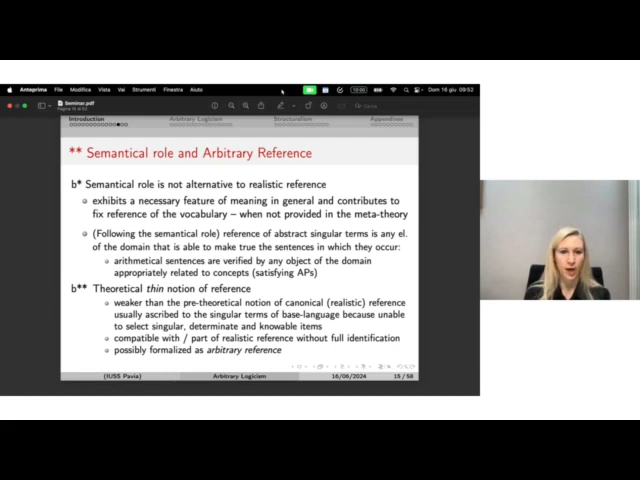 Anteprima File Modifica Vista Vai Strumenti Finestra Aiuto Dom 16 giu 09:52
Seminar.pdf
Pagina 15 di 62
Cerca
Introduction Arbitrary Logicism Structuralism Appendices
** Semantical role and Arbitrary Reference
b* Semantical role is not alternative to realistic reference
exhibits a necessary feature of meaning in general and contributes to
fix reference of the vocabulary – when not provided in the meta-theory
(Following the semantical role) reference of abstract singular terms is any el.
of the domain that is able to make true the sentences in which they occur:
arithmetical sentences are verified by any object of the domain
appropriately related to concepts (satisfying APs)
b** Theoretical thin notion of reference
weaker than the pre-theoretical notion of canonical (realistic) reference
usually ascribed to the singular terms of base-language because unable
to select singular, determinate and knowable items
compatible with / part of realistic reference without full identification
possibly formalized as arbitrary reference
(IUSS Pavia) Arbitrary Logicism 16/06/2024 15 / 58